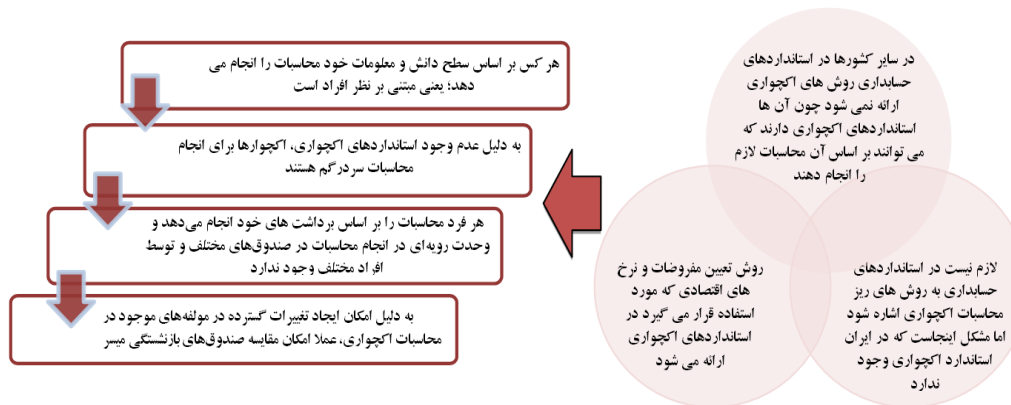 در سایر کشورها در استانداردهای
حسابداری روش های اکچواری
ارائه نمی شود چون آن ها
استانداردهای اکچواری دارند که
می توانند بر اساس آن محاسبات لازم
را انجام دهند
لازم نیست در استانداردهای
حسابداری به روش های ریز
محاسبات اکچواری اشاره شود
اما مشکل اینجاست که در ایران
استاندارد اکچواری وجود
ندارد
روش تعیین مفروضات و نرخ
های اقتصادی که مورد
استفاده قرار می گیرد در
استانداردهای اکچواری
ارائه می شود
هر کس بر اساس سطح دانش و معلومات خود محاسبات را انجام می
دهد؛ یعنی مبتنی بر نظر افراد است
به دلیل عدم وجود استانداردهای اکچواری، اکچوارها برای انجام
محاسبات سردرگم هستند
هر فرد محاسبات را بر اساس برداشت های خود انجام می‌دهد و
وحدت رویه‌ای در انجام محاسبات در صندوق‌های مختلف و توسط
افراد مختلف وجود ندارد
به دلیل امکان ایجاد تغییرات گسترده در مولفه‌های موجود در
محاسبات اکچواری، عملا امکان مقایسه صندوق‌های بازنشستگی میسر